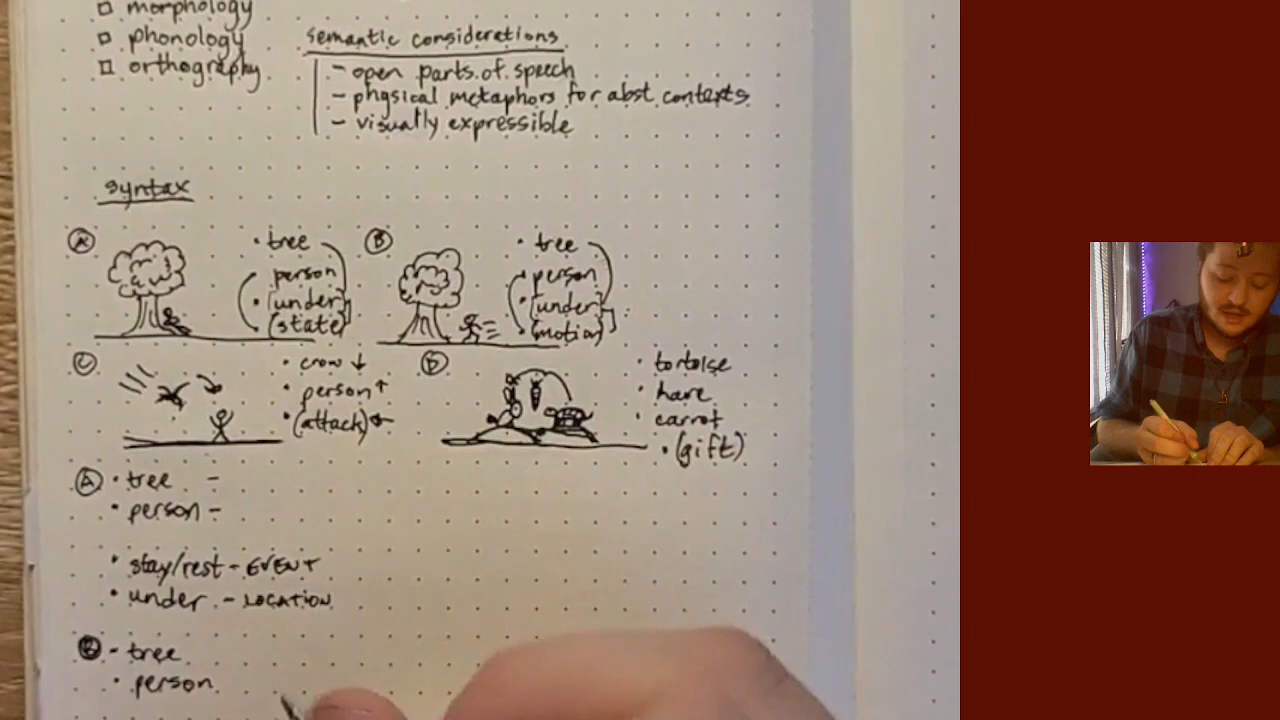 morphology
phonology
orthography
semantic considerations
- open parts of speech
- physical metaphors for abst contexts
- visually expressible
syntax
A
• tree
person
• (under)
(state)
B
• tree
person
• (under)
• (motion)
C
• crow ↓
• person ↑
• (attack) ←
D
• tortoise
• hare
• carrot
• (gift)
A • tree -
• person -
• stay/rest - EVENT
• under - LOCATION
B - tree
• person